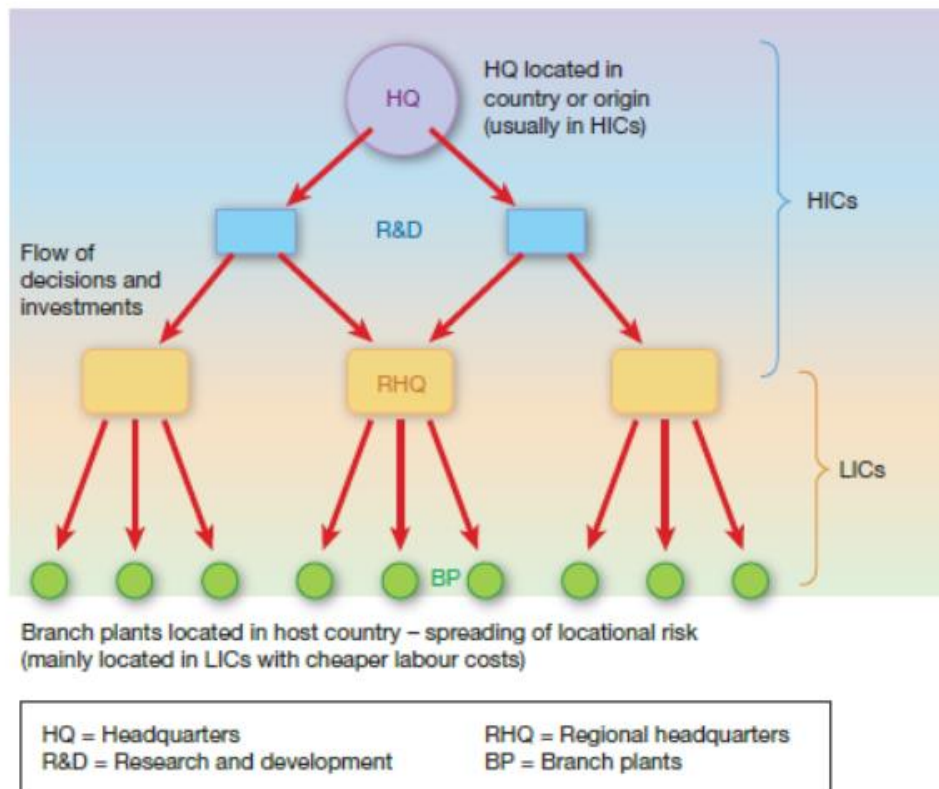 HQ
HQ located in
country or origin
(usually in HICs)
HICs
R&D
Flow of
decisions and
investments
RHQ
LICs
BP
Branch plants located in host country – spreading of locational risk
(mainly located in LICs with cheaper labour costs)
HQ = Headquarters
R&D = Research and development
RHQ = Regional headquarters
BP = Branch plants